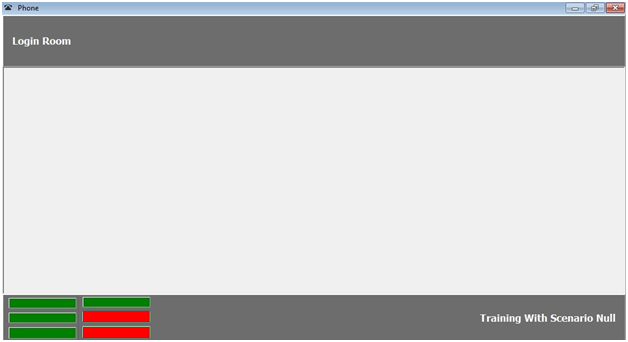 Phone
Login Room
Training With Scenario Null